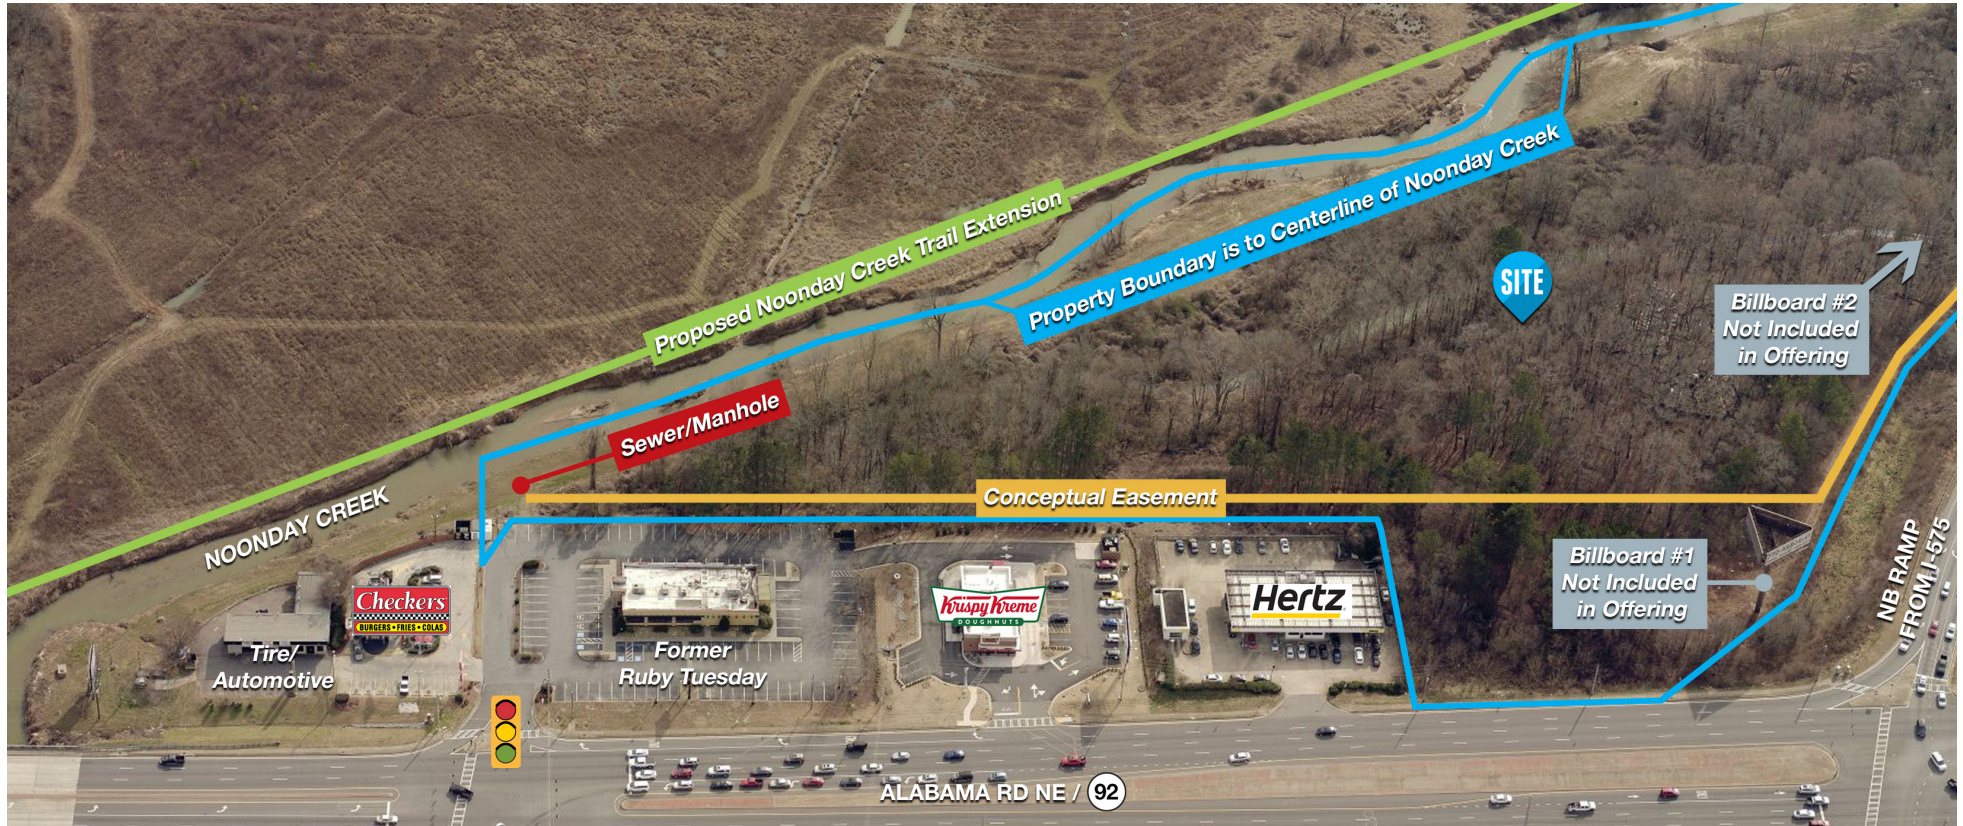 Proposed Noonday Creek Trail Extension
Property Boundary is to Centerline of Noonday Creek
SITE
Billboard #2
Not Included
in Offering
Sewer/Manhole
Conceptual Easement
NOONDAY CREEK
Billboard #1
Not Included
in Offering
NB RAMP
FROM I-575
Checkers
BURGERS • FRIES • COLAS
Krispy Kreme
DOUGHNUTS
Hertz
Tire/
Automotive
Former
Ruby Tuesday
ALABAMA RD NE / 92